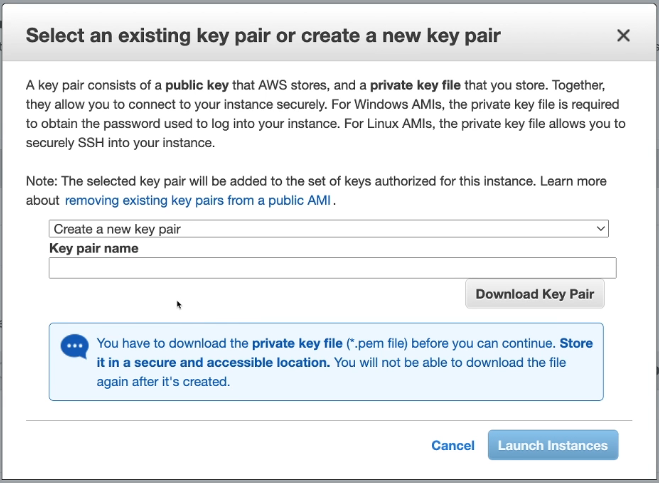 Select an existing key pair or create a new key pair
A key pair consists of a public key that AWS stores, and a private key file that you store. Together,
they allow you to connect to your instance securely. For Windows AMIs, the private key file is required
to obtain the password used to log into your instance. For Linux AMIs, the private key file allows you to
securely SSH into your instance.
Note: The selected key pair will be added to the set of keys authorized for this instance. Learn more
about removing existing key pairs from a public AMI.
Create a new key pair
Key pair name
Download Key Pair
You have to download the private key file (*.pem file) before you can continue. Store
it in a secure and accessible location. You will not be able to download the file
again after it's created.
Cancel
Launch Instances